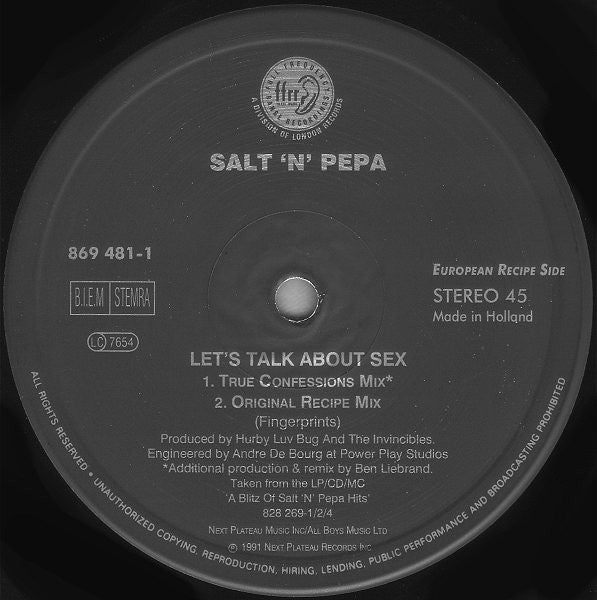 FULL FREQUENCY
ffrr
RANGE RECORDINGS
A DIVISION OF LONDON RECORDS
SALT 'N' PEPA
869 481-1
EUROPEAN RECIPE SIDE
B.I.E.M STEMRA
STEREO 45
Made in Holland
LC 7654
LET'S TALK ABOUT SEX
1. TRUE CONFESSIONS MIX*
2. ORIGINAL RECIPE MIX
(Fingerprints)
Produced by Hurby Luv Bug And The Invincibles.
Engineered by Andre De Bourg at Power Play Studios
*Additional production & remix by Ben Liebrand.
Taken from the LP/CD/MC
'A Blitz Of Salt 'N' Pepa Hits'
828 269-1/2/4
NEXT PLATEAU MUSIC INC/ALL BOYS MUSIC LTD
℗ 1991 NEXT PLATEAU RECORDS INC
ALL RIGHTS RESERVED • UNAUTHORIZED COPYING, REPRODUCTION, HIRING, LENDING, PUBLIC PERFORMANCE AND BROADCASTING PROHIBITED